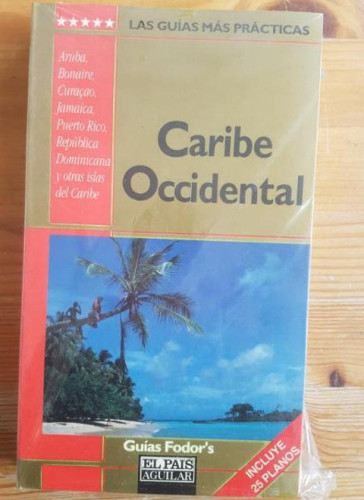 LAS GUÍAS MÁS PRÁCTICAS
Aruba,
Bonaire,
Curaçao,
Jamaica,
Puerto Rico,
República
Dominicana
y otras islas
del Caribe
Caribe
Occidental
Guías Fodor's
EL PAIS
AGUILAR
INCLUYE
25 PLANOS